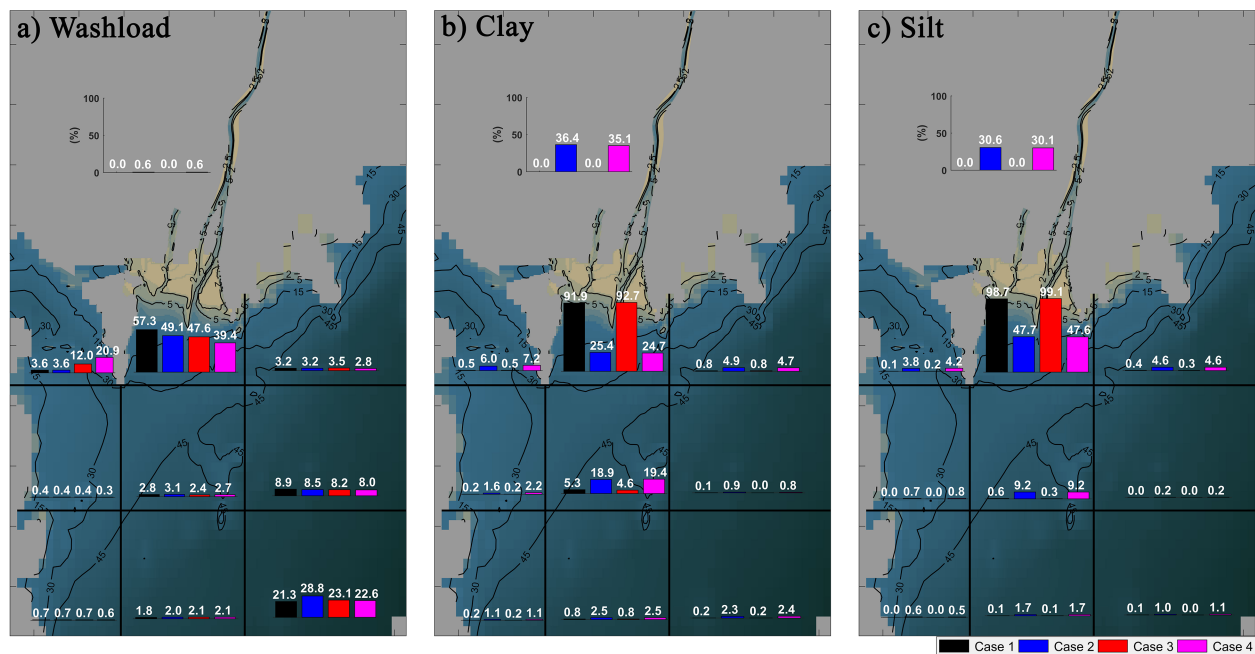 a) Washload
b) Clay
c) Silt
100
50
0
(%)
0.0 0.6 0.0 0.6
100
50
0
(%)
0.0 36.4 0.0 35.1
100
50
0
(%)
0.0 30.6 0.0 30.1
3.6 3.6 12.0 20.9
57.3 49.1 47.6 39.4
3.2 3.2 3.5 2.8
0.5 6.0 0.5 7.2
91.9 25.4 92.7 24.7
0.8 4.9 0.8 4.7
0.1 3.8 0.2 4.2
98.7 47.7 99.1 47.6
0.4 4.6 0.3 4.6
0.4 0.4 0.4 0.3
2.8 3.1 2.4 2.7
8.9 8.5 8.2 8.0
0.2 1.6 0.2 2.2
5.3 18.9 4.6 19.4
0.1 0.9 0.0 0.8
0.0 0.7 0.0 0.8
0.6 9.2 0.3 9.2
0.0 0.2 0.0 0.2
0.7 0.7 0.7 0.6
1.8 2.0 2.1 2.1
21.3 28.8 23.1 22.6
0.2 1.1 0.2 1.1
0.8 2.5 0.8 2.5
0.2 2.3 0.2 2.4
0.0 0.6 0.0 0.5
0.1 1.7 0.1 1.7
0.1 1.0 0.0 1.1
Case 1 Case 2 Case 3 Case 4